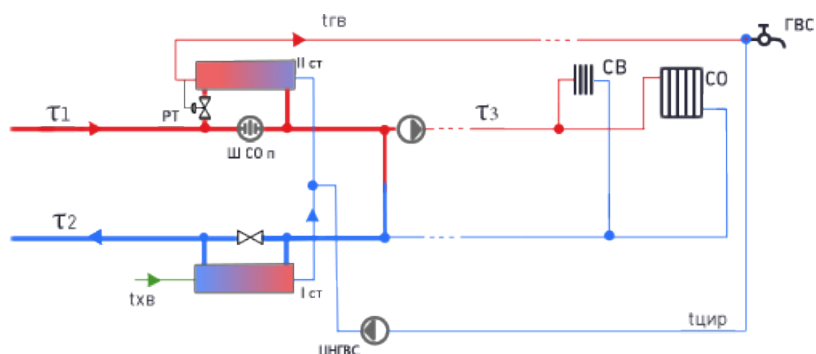 tгв
ГВС
II ст
СВ
СО
τ1
РТ
τ3
Ш СО п
τ2
I ст
tхв
tцир
ЦНГВС